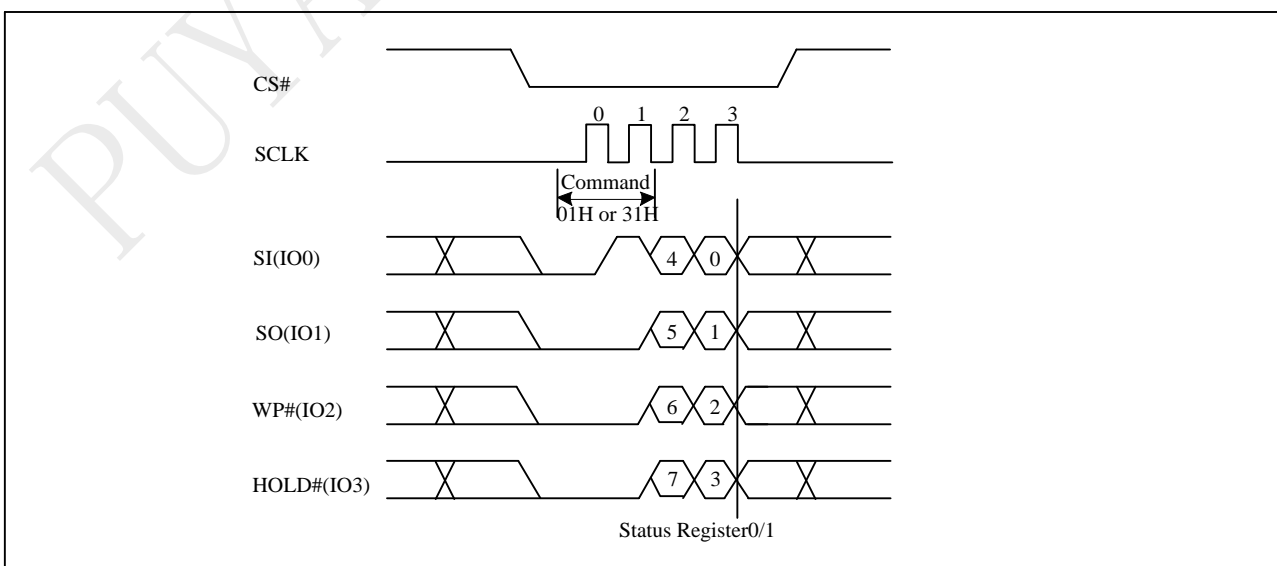 PUYA
CS#
0 1 2 3
SCLK
Command
01H or 31H
SI(IO0) 4 0
SO(IO1) 5 1
WP#(IO2) 6 2
HOLD#(IO3) 7 3
Status Register0/1